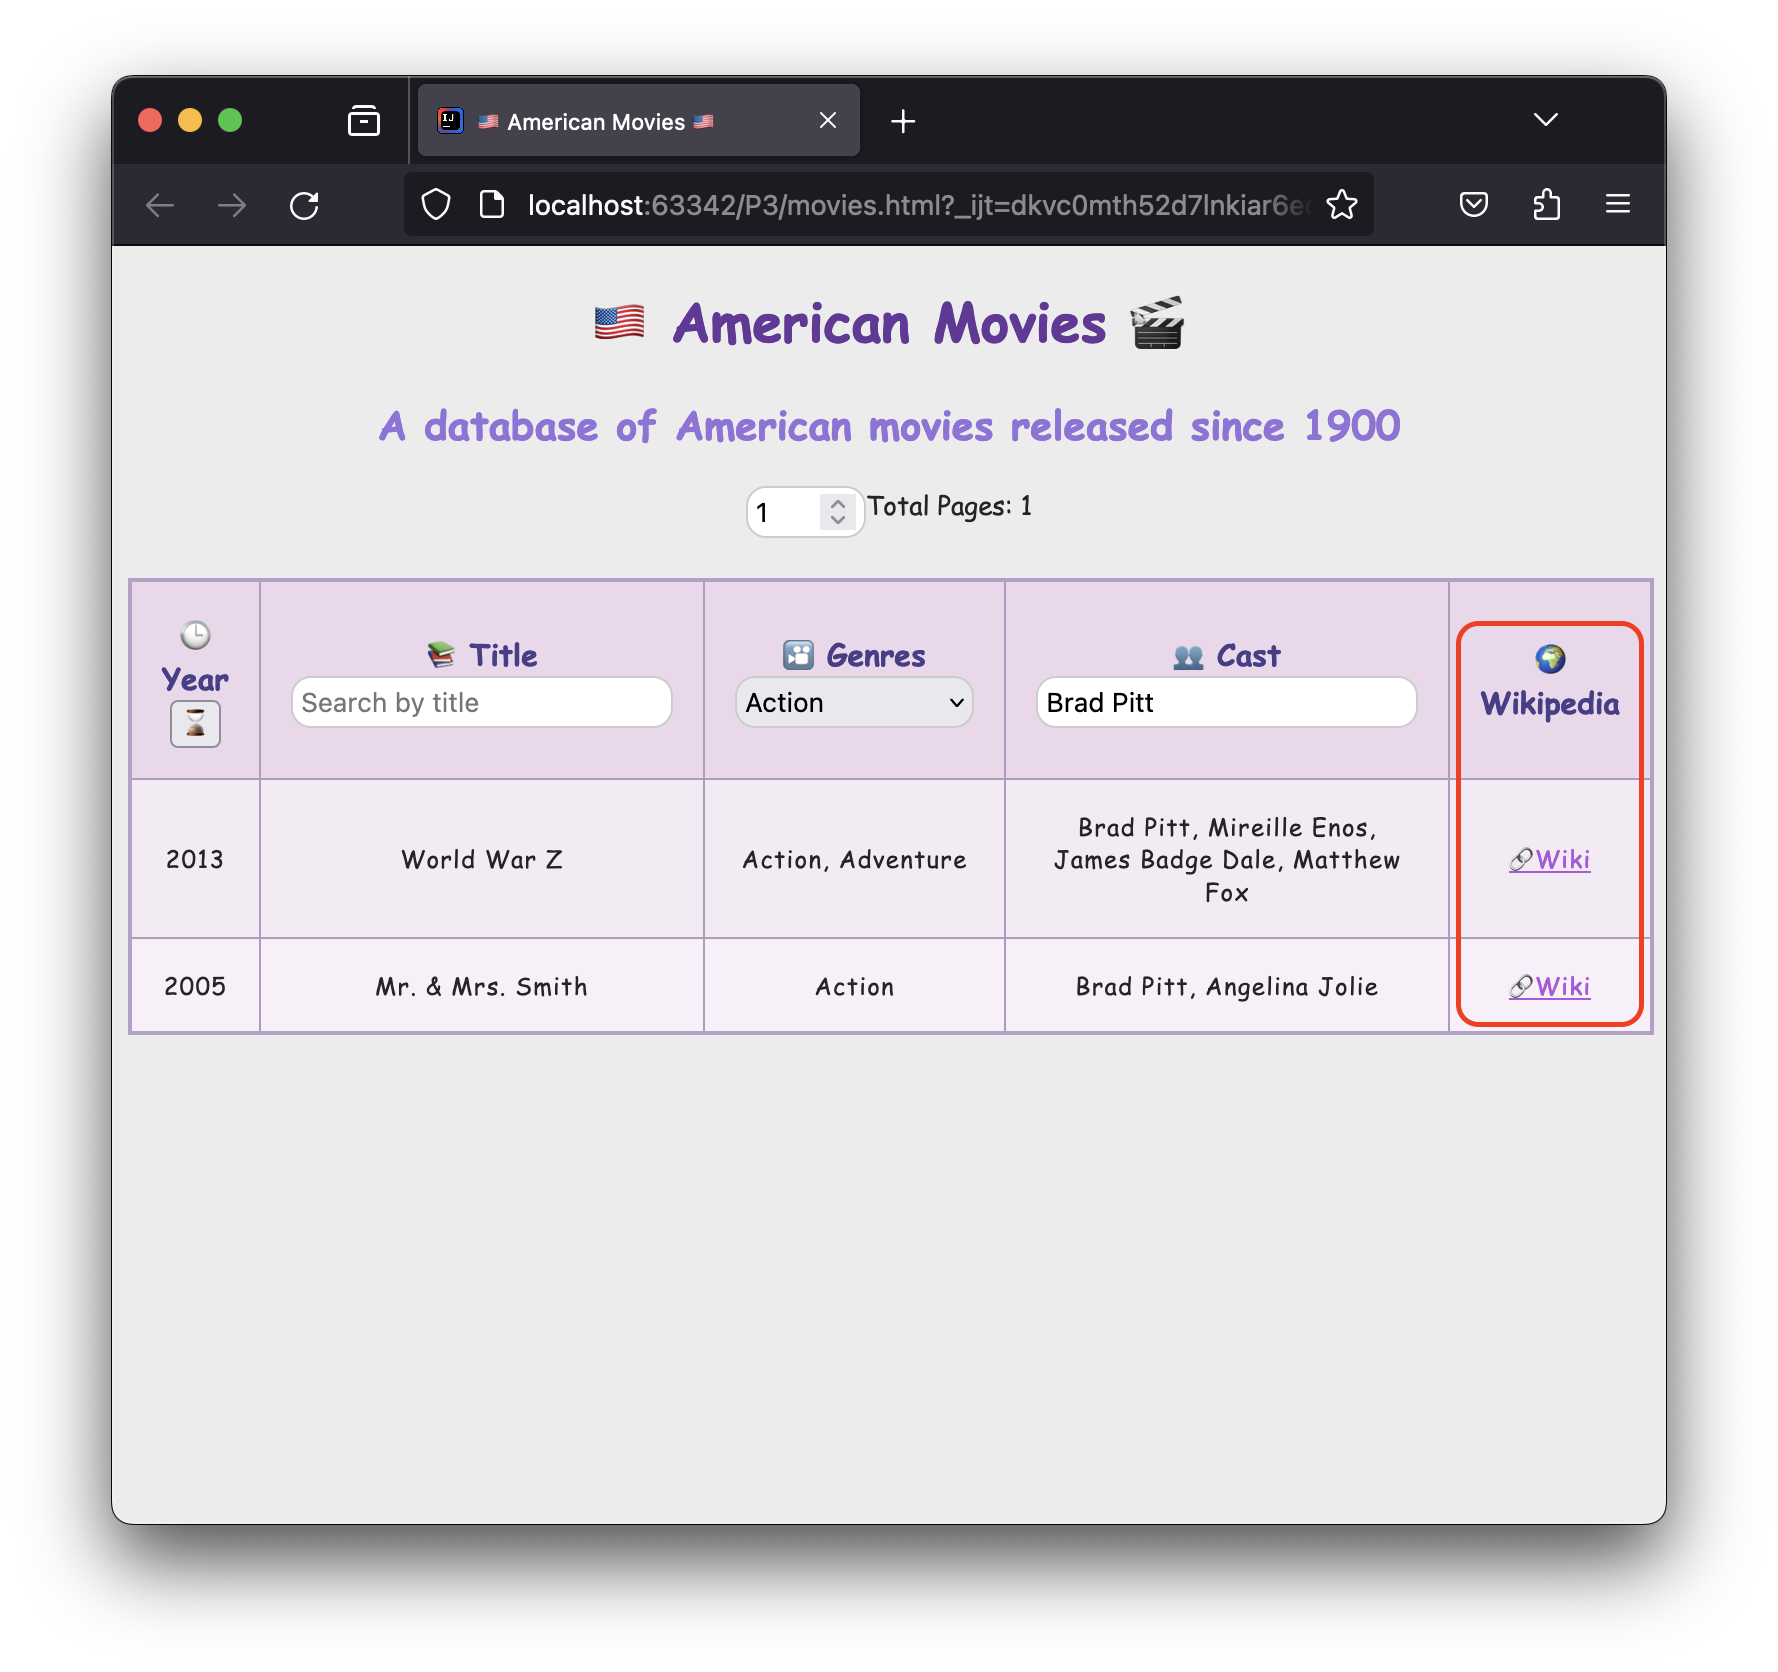 American Movies
localhost:63342/P3/movies.html?_ijt=dkvc0mth52d7lnkiar6e
American Movies
A database of American movies released since 1900
1 Total Pages: 1
Year
Title
Search by title
Genres
Action
Cast
Brad Pitt
Wikipedia
2013
World War Z
Action, Adventure
Brad Pitt, Mireille Enos,
James Badge Dale, Matthew
Fox
Wiki
2005
Mr. & Mrs. Smith
Action
Brad Pitt, Angelina Jolie
Wiki